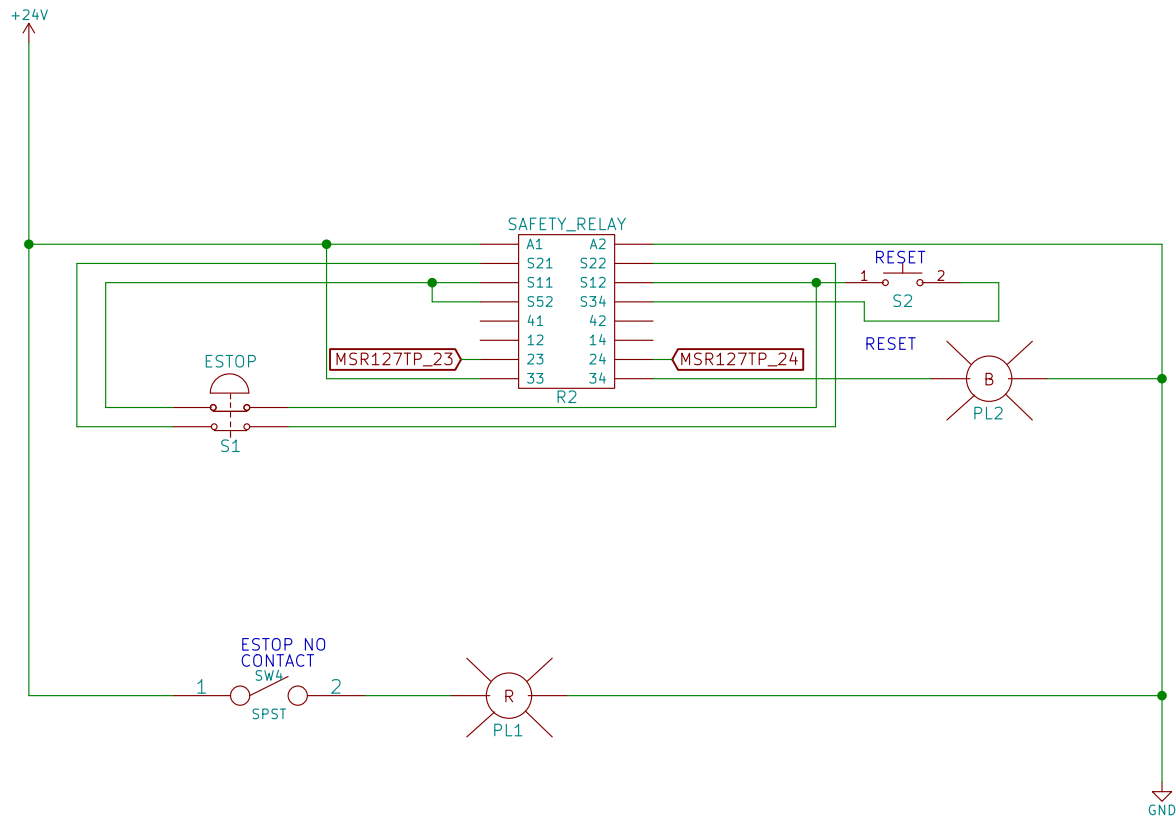 +24V
SAFETY_RELAY
A1 A2
S21 S22
S11 S12
S52 S34
41 42
12 14
23 24
33 34
R2
MSR127TP_23
MSR127TP_24
RESET
1 2
S2
RESET
B
PL2
ESTOP
S1
ESTOP NO
CONTACT
SW4
1 2
SPST
R
PL1
GND